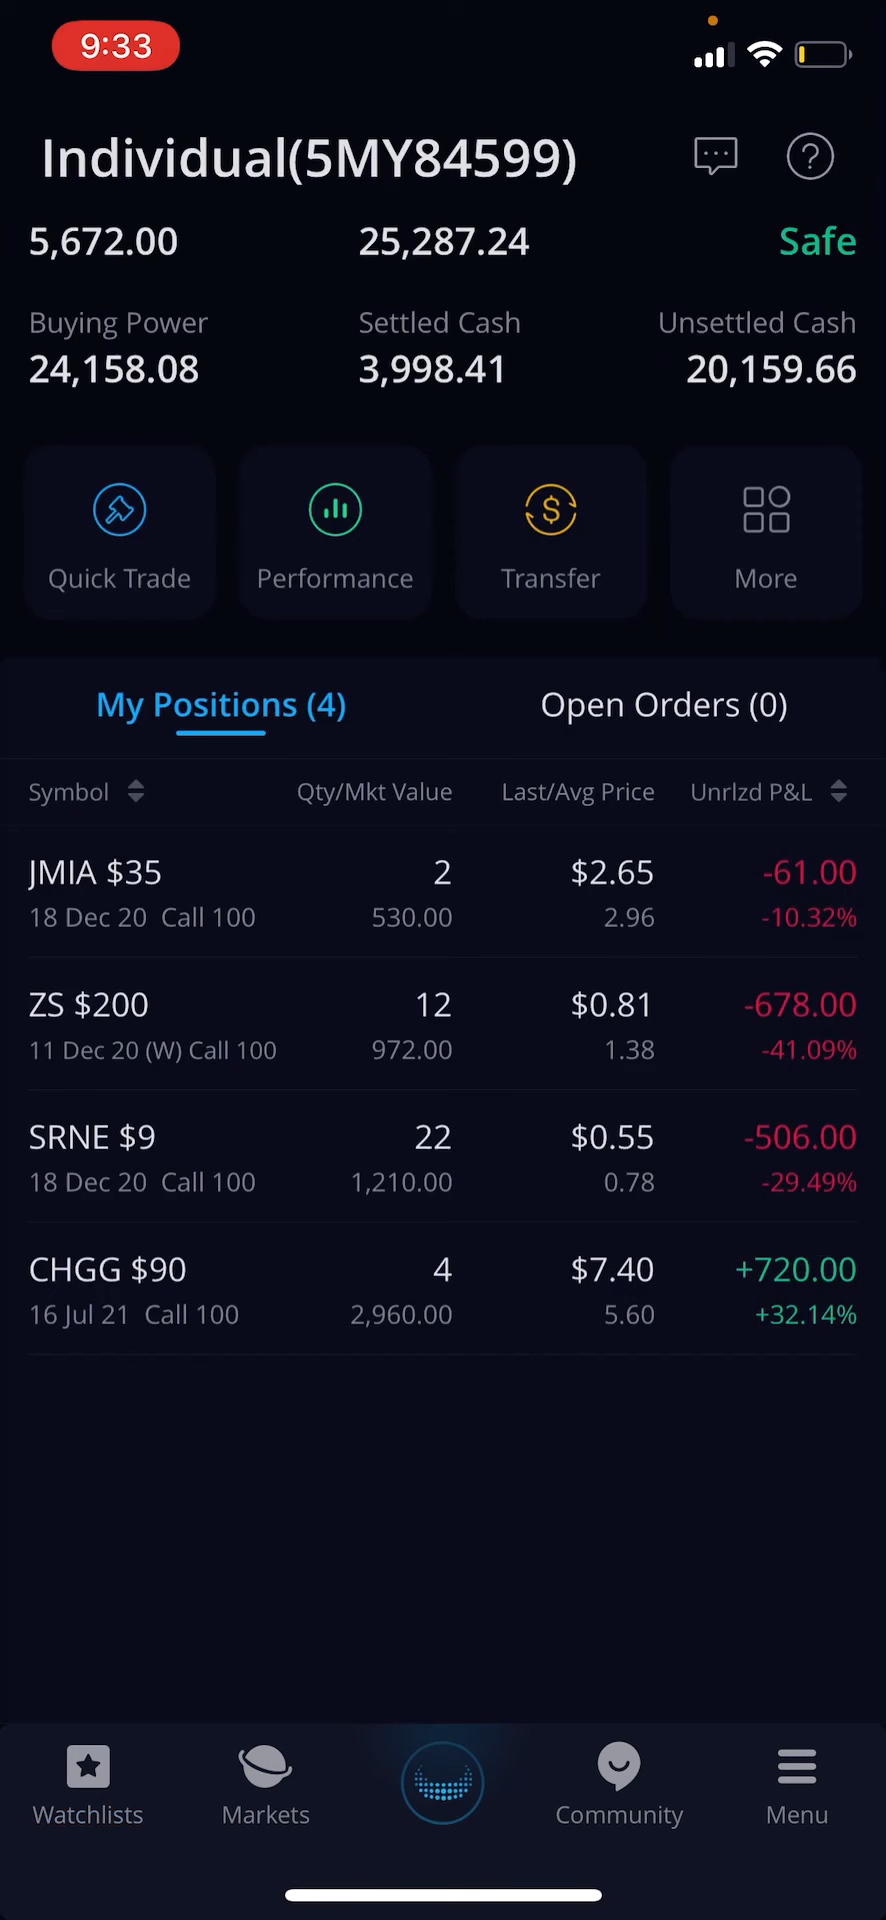 9:33
Individual(5MY84599)
5,672.00 25,287.24 Safe
Buying Power Settled Cash Unsettled Cash
24,158.08 3,998.41 20,159.66
Quick Trade Performance Transfer More
My Positions (4) Open Orders (0)
Symbol Qty/Mkt Value Last/Avg Price Unrlzd P&L
JMIA $35 2 $2.65 -61.00
18 Dec 20 Call 100 530.00 2.96 -10.32%
ZS $200 12 $0.81 -678.00
11 Dec 20 (W) Call 100 972.00 1.38 -41.09%
SRNE $9 22 $0.55 -506.00
18 Dec 20 Call 100 1,210.00 0.78 -29.49%
CHGG $90 4 $7.40 +720.00
16 Jul 21 Call 100 2,960.00 5.60 +32.14%
Watchlists Markets Community Menu